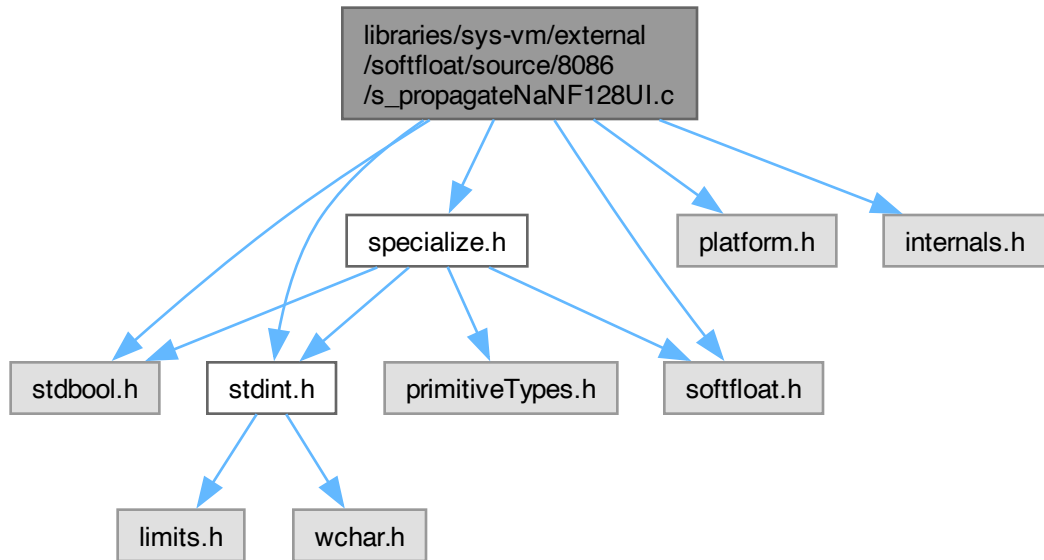 libraries/sys-vm/external
/softfloat/source/8086
/s_propagateNaNF128UI.c
specialize.h
platform.h
internals.h
stdbool.h
stdint.h
primitiveTypes.h
softfloat.h
limits.h
wchar.h